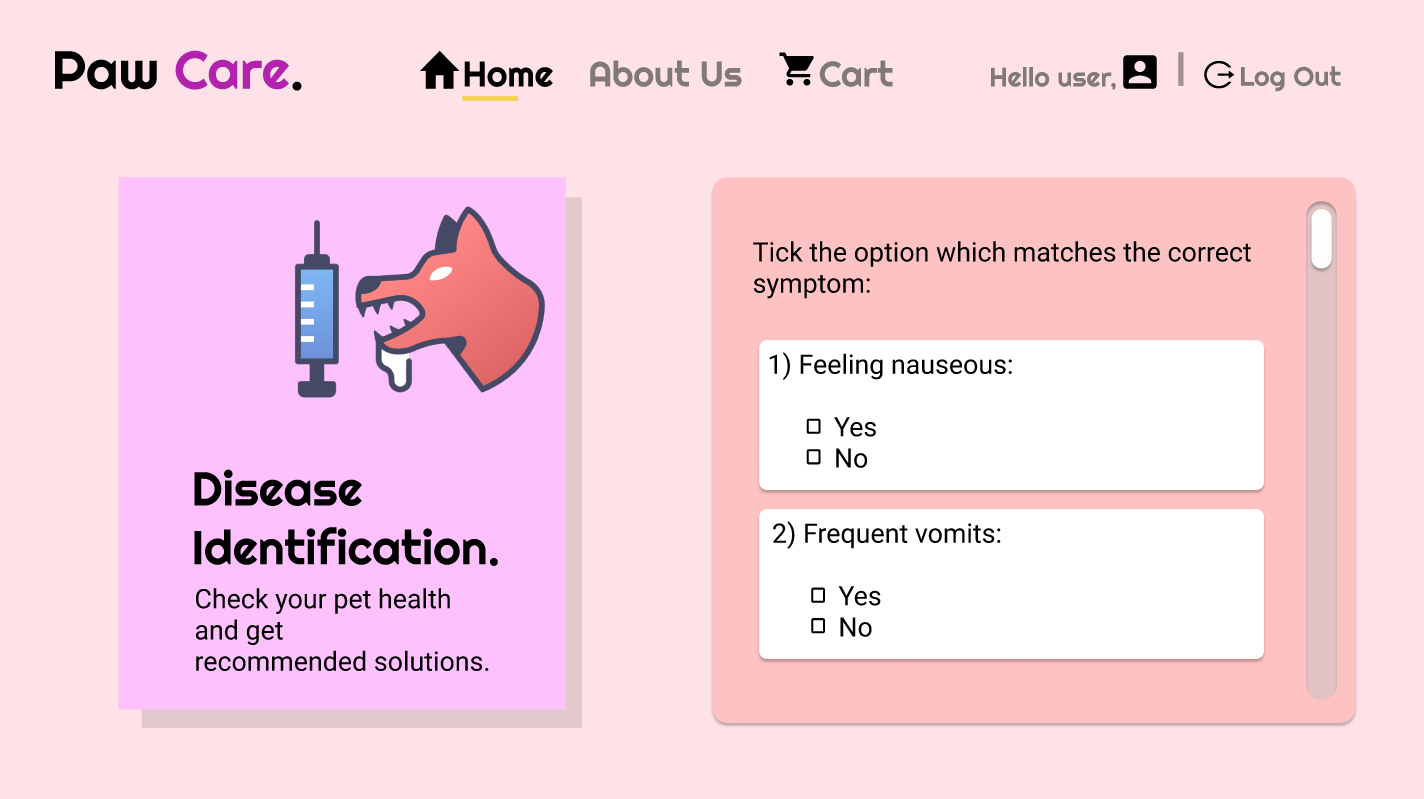 Paw Care.
Home
About Us
Cart
Hello user,
|
Log Out
Disease
Identification.
Check your pet health
and get
recommended solutions.
Tick the option which matches the correct
symptom:
1) Feeling nauseous:
Yes
No
2) Frequent vomits:
Yes
No